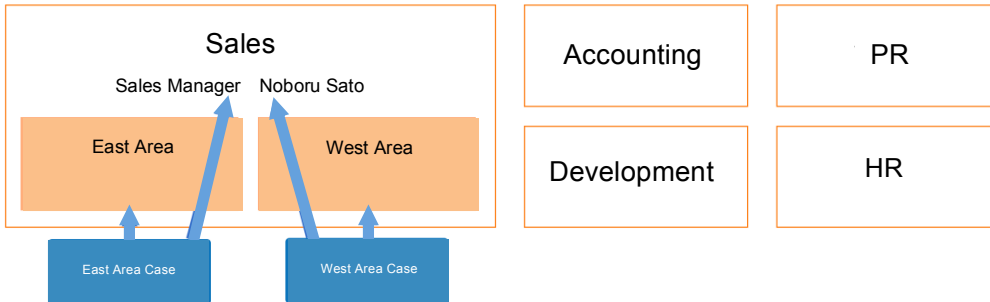 Sales
Sales Manager Noboru Sato
East Area
West Area
East Area Case
West Area Case
Accounting
PR
Development
HR